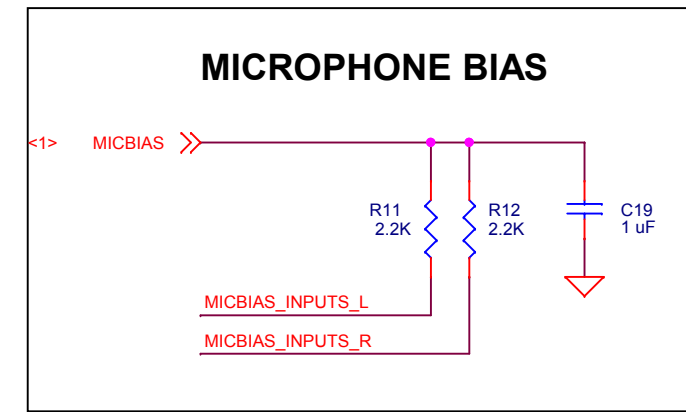 MICROPHONE BIAS
<1> MICBIAS
R11
2.2K
R12
2.2K
C19
1 uF
MICBIAS_INPUTS_L
MICBIAS_INPUTS_R